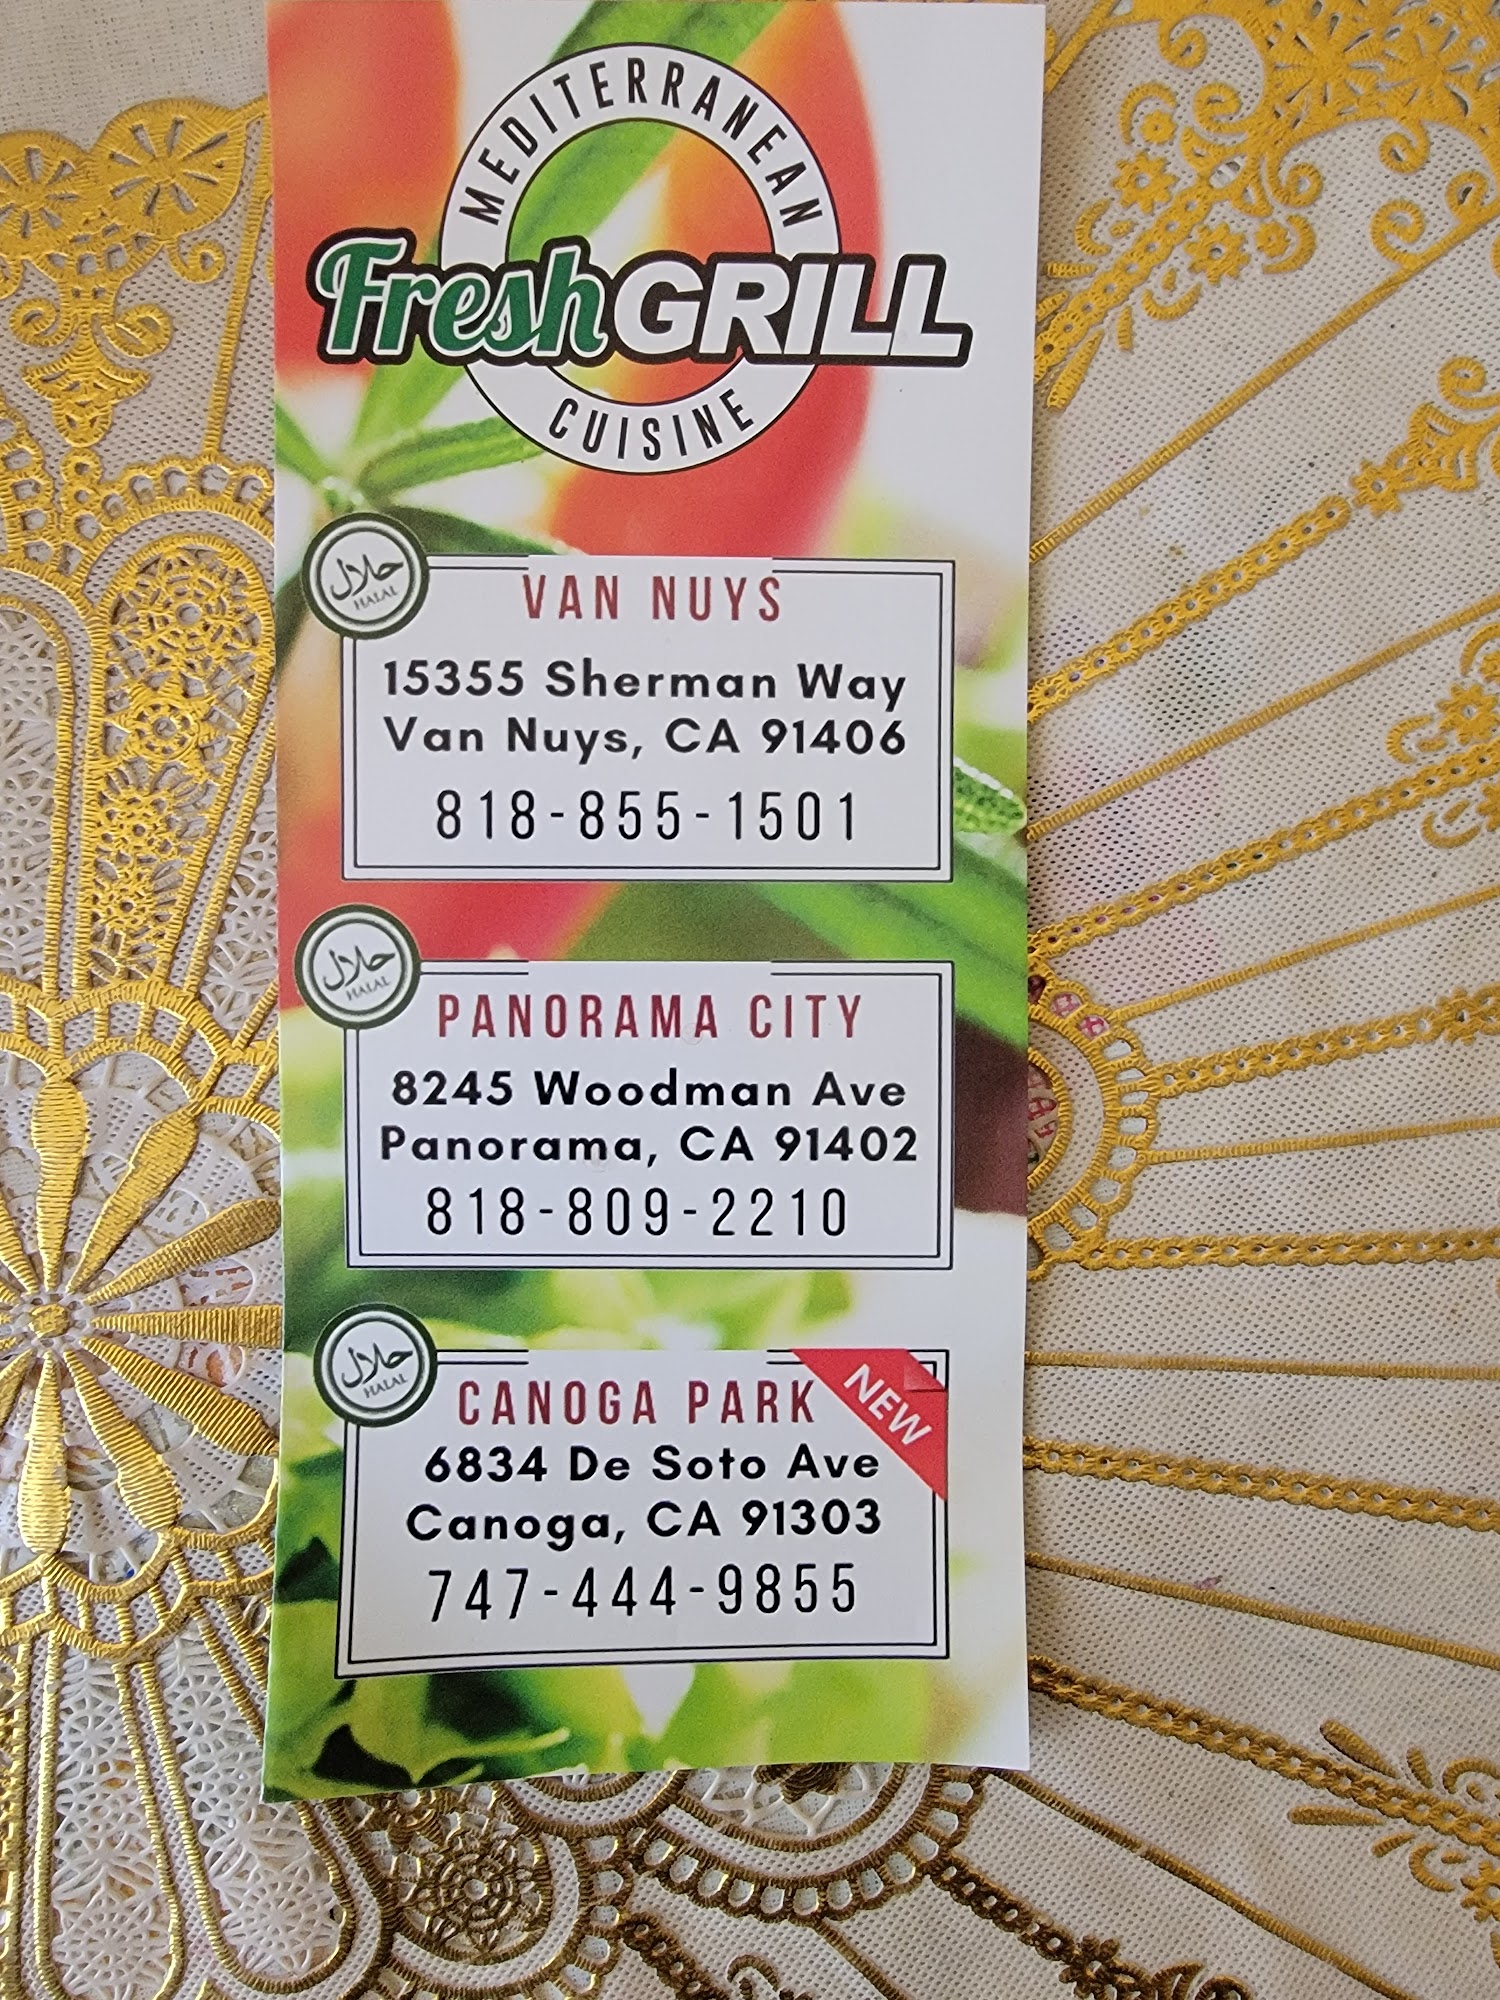 MEDITERRANEAN
Fresh GRILL
CUISINE
حلال
HALAL
VAN NUYS
15355 Sherman Way
Van Nuys, CA 91406
818-855-1501
حلال
HALAL
PANORAMA CITY
8245 Woodman Ave
Panorama, CA 91402
818-809-2210
حلال
HALAL
CANOGA PARK
NEW
6834 De Soto Ave
Canoga, CA 91303
747-444-9855